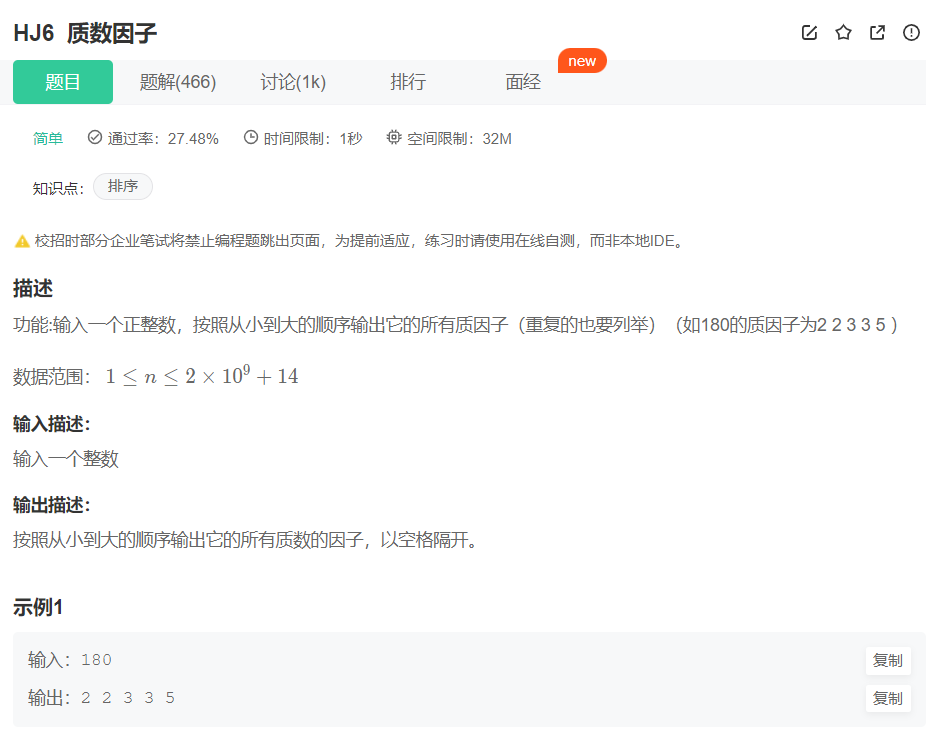 HJ6 质数因子
题目 题解(466) 讨论(1k) 排行 面经 new
简单 通过率：27.48% 时间限制：1秒 空间限制：32M
知识点： 排序
校招时部分企业笔试将禁止编程题跳出页面，为提前适应，练习时请使用在线自测，而非本地IDE。
描述
功能:输入一个正整数，按照从小到大的顺序输出它的所有质因子（重复的也要列举）（如180的质因子为2 2 3 3 5 ）
数据范围： 1 ≤ n ≤ 2 × 10⁹ + 14
输入描述：
输入一个整数
输出描述：
按照从小到大的顺序输出它的所有质数的因子，以空格隔开。
示例1
输入：180 复制
输出：2 2 3 3 5 复制